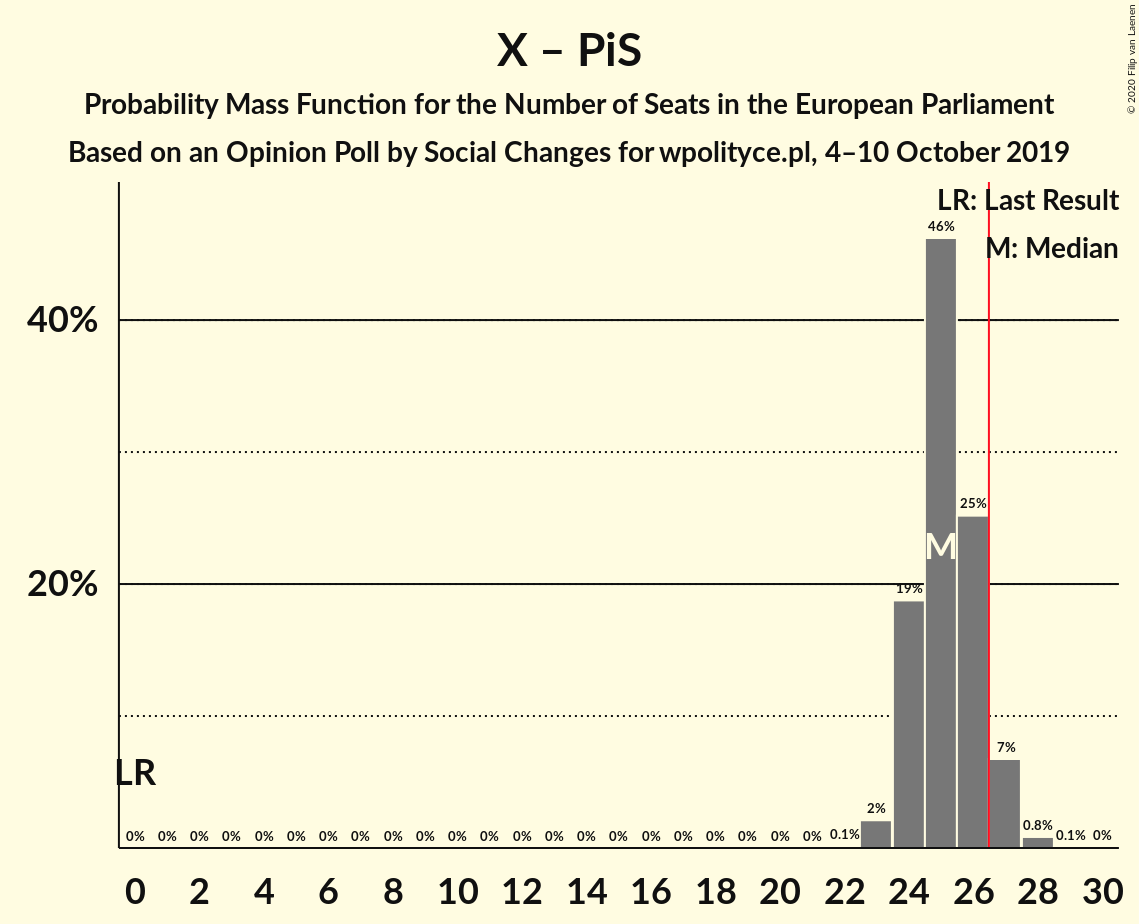 X – PiS
Probability Mass Function for the Number of Seats in the European Parliament
Based on an Opinion Poll by Social Changes for wpolityce.pl, 4–10 October 2019
© 2020 Filip van Laenen
LR: Last Result
M: Median
46%
40%
25%
M
20%
19%
7%
LR
2%
0% 0% 0% 0% 0% 0% 0% 0% 0% 0% 0% 0% 0% 0% 0% 0% 0% 0% 0% 0% 0% 0% 0.1% 0.8% 0.1% 0%
0 2 4 6 8 10 12 14 16 18 20 22 24 26 28 30